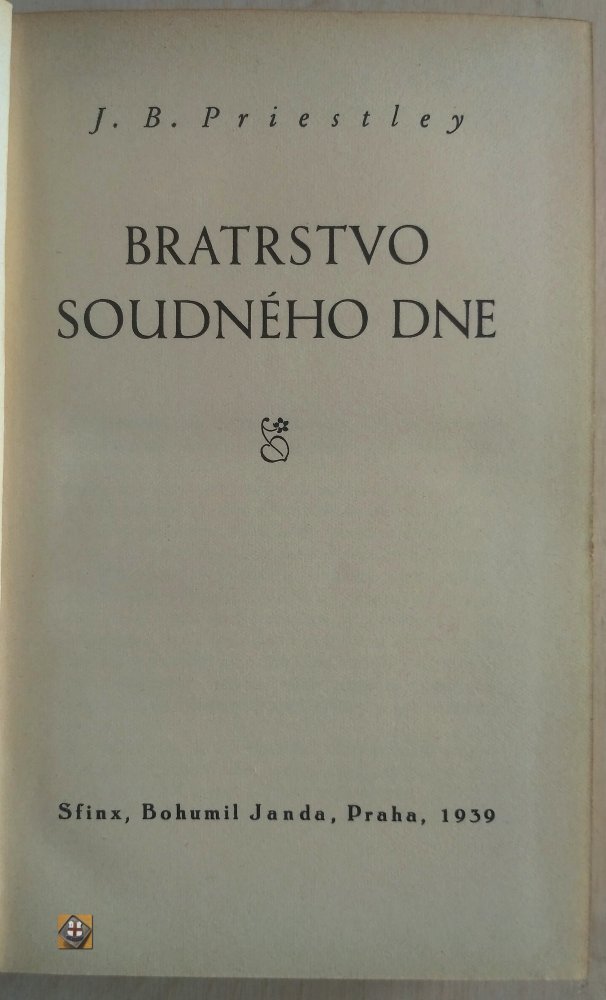 J. B. Priestley
BRATRSTVO
SOUDNÉHO DNE
Sfinx, Bohumil Janda, Praha, 1939